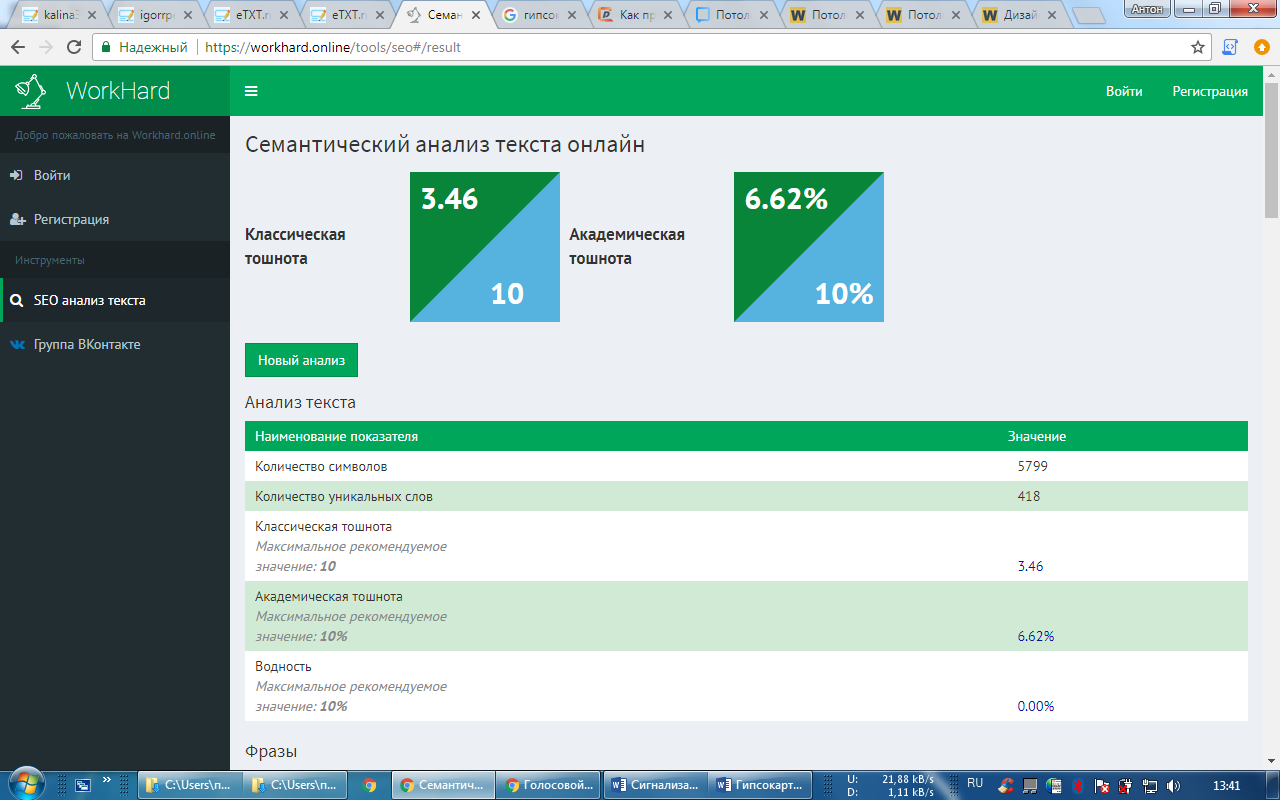 kalina3
igorrp
eTXT.r
eTXT.r
Семан
гипсо
Как п
Потол
Потол
Потол
Дизай
Антон
Надежный
https://workhard.online/tools/seo#/result
WorkHard
Войти
Регистрация
Добро пожаловать на Workhard.online
Войти
Регистрация
Инструменты
SEO анализ текста
Группа ВКонтакте
Семантический анализ текста онлайн
Классическая
тошнота
3.46
10
Академическая
тошнота
6.62%
10%
Новый анализ
Анализ текста
Наименование показателя Значение
Количество символов 5799
Количество уникальных слов 418
Классическая тошнота
Максимальное рекомендуемое
значение: 10 3.46
Академическая тошнота
Максимальное рекомендуемое
значение: 10% 6.62%
Водность
Максимальное рекомендуемое
значение: 10% 0.00%
Фразы
C:\Users\п...
C:\Users\п...
Семантич...
Голосовой...
Сигнализа...
Гипсокарт...
U: 21,88 kB/s
D: 1,11 kB/s
RU
13:41